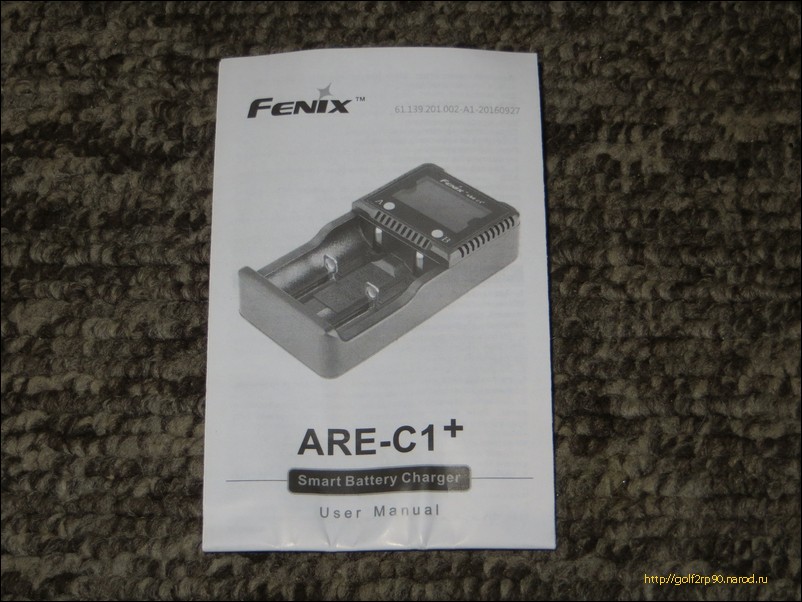 FENIX™
61.139.201.002-A1-20160927
A
B
ARE-C1+
Smart Battery Charger
User Manual
http://golf2rp90.narod.ru